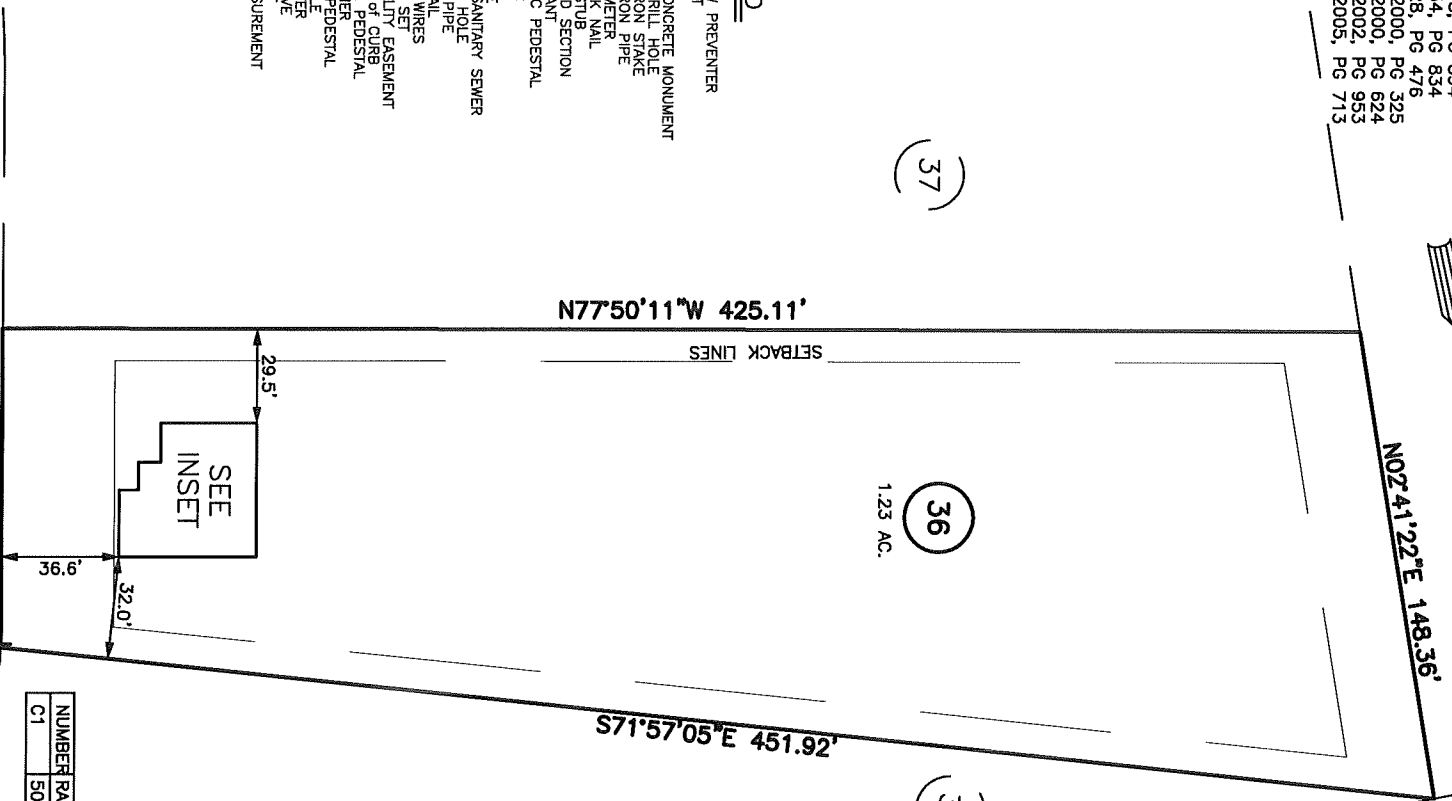 4, PG 834
28, PG 476
2000, PG 325
2000, PG 624
2002, PG 953
2005, PG 713
PREVENTER
CONCRETE MONUMENT
DRILL HOLE
IRON STAKE
IRON PIPE
METER
NAIL
STUB
SECTION
PEDESTAL
SANITARY SEWER
HOLE
PIPE
WIRES
SET
EASEMENT
of CURB
PEDESTAL
PEDESTAL
37
N77°50'11"W 425.11'
SETBACK LINES
29.5'
SEE
INSET
36.6'
32.0'
36
1.23 AC.
N02°41'22"E 148.36'
S71°57'05"E 451.92'
NUMBER
C1